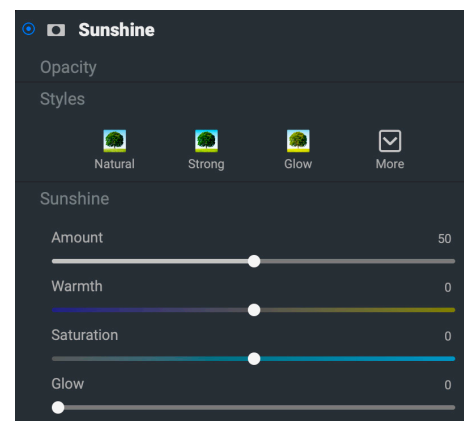 Sunshine
Opacity
Styles
Natural Strong Glow More
Sunshine
Amount 50
Warmth 0
Saturation 0
Glow 0